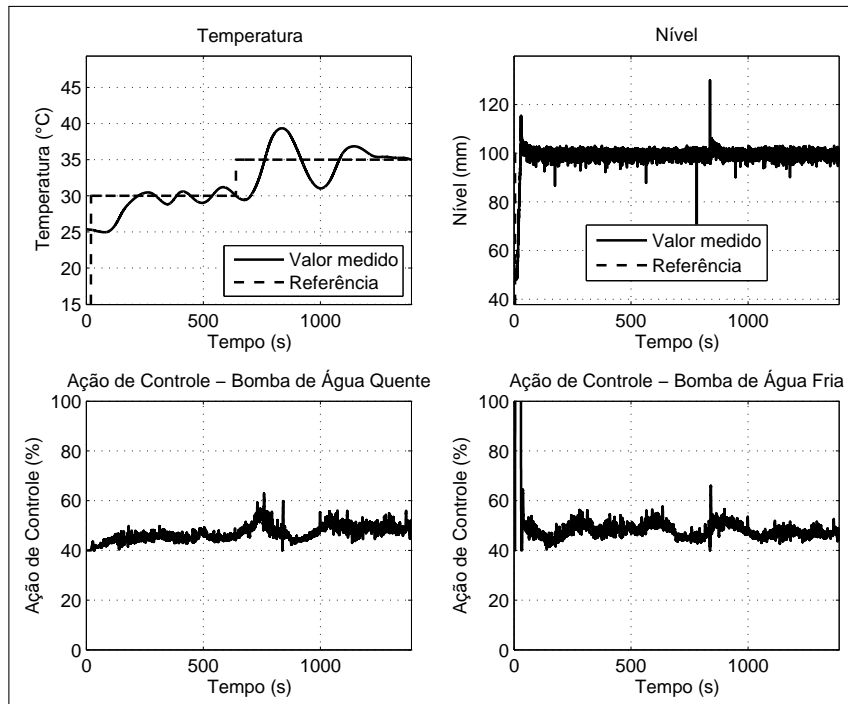 Temperatura
45
40
35
30
25
20
15
0
500
1000
Temperatura (°C)
Tempo (s)
Valor medido
Referência
Nível
120
100
80
60
40
0
500
1000
Nível (mm)
Tempo (s)
Valor medido
Referência
Ação de Controle – Bomba de Água Quente
100
80
60
40
20
0
0
500
1000
Ação de Controle (%)
Tempo (s)
Ação de Controle – Bomba de Água Fria
100
80
60
40
20
0
0
500
1000
Ação de Controle (%)
Tempo (s)